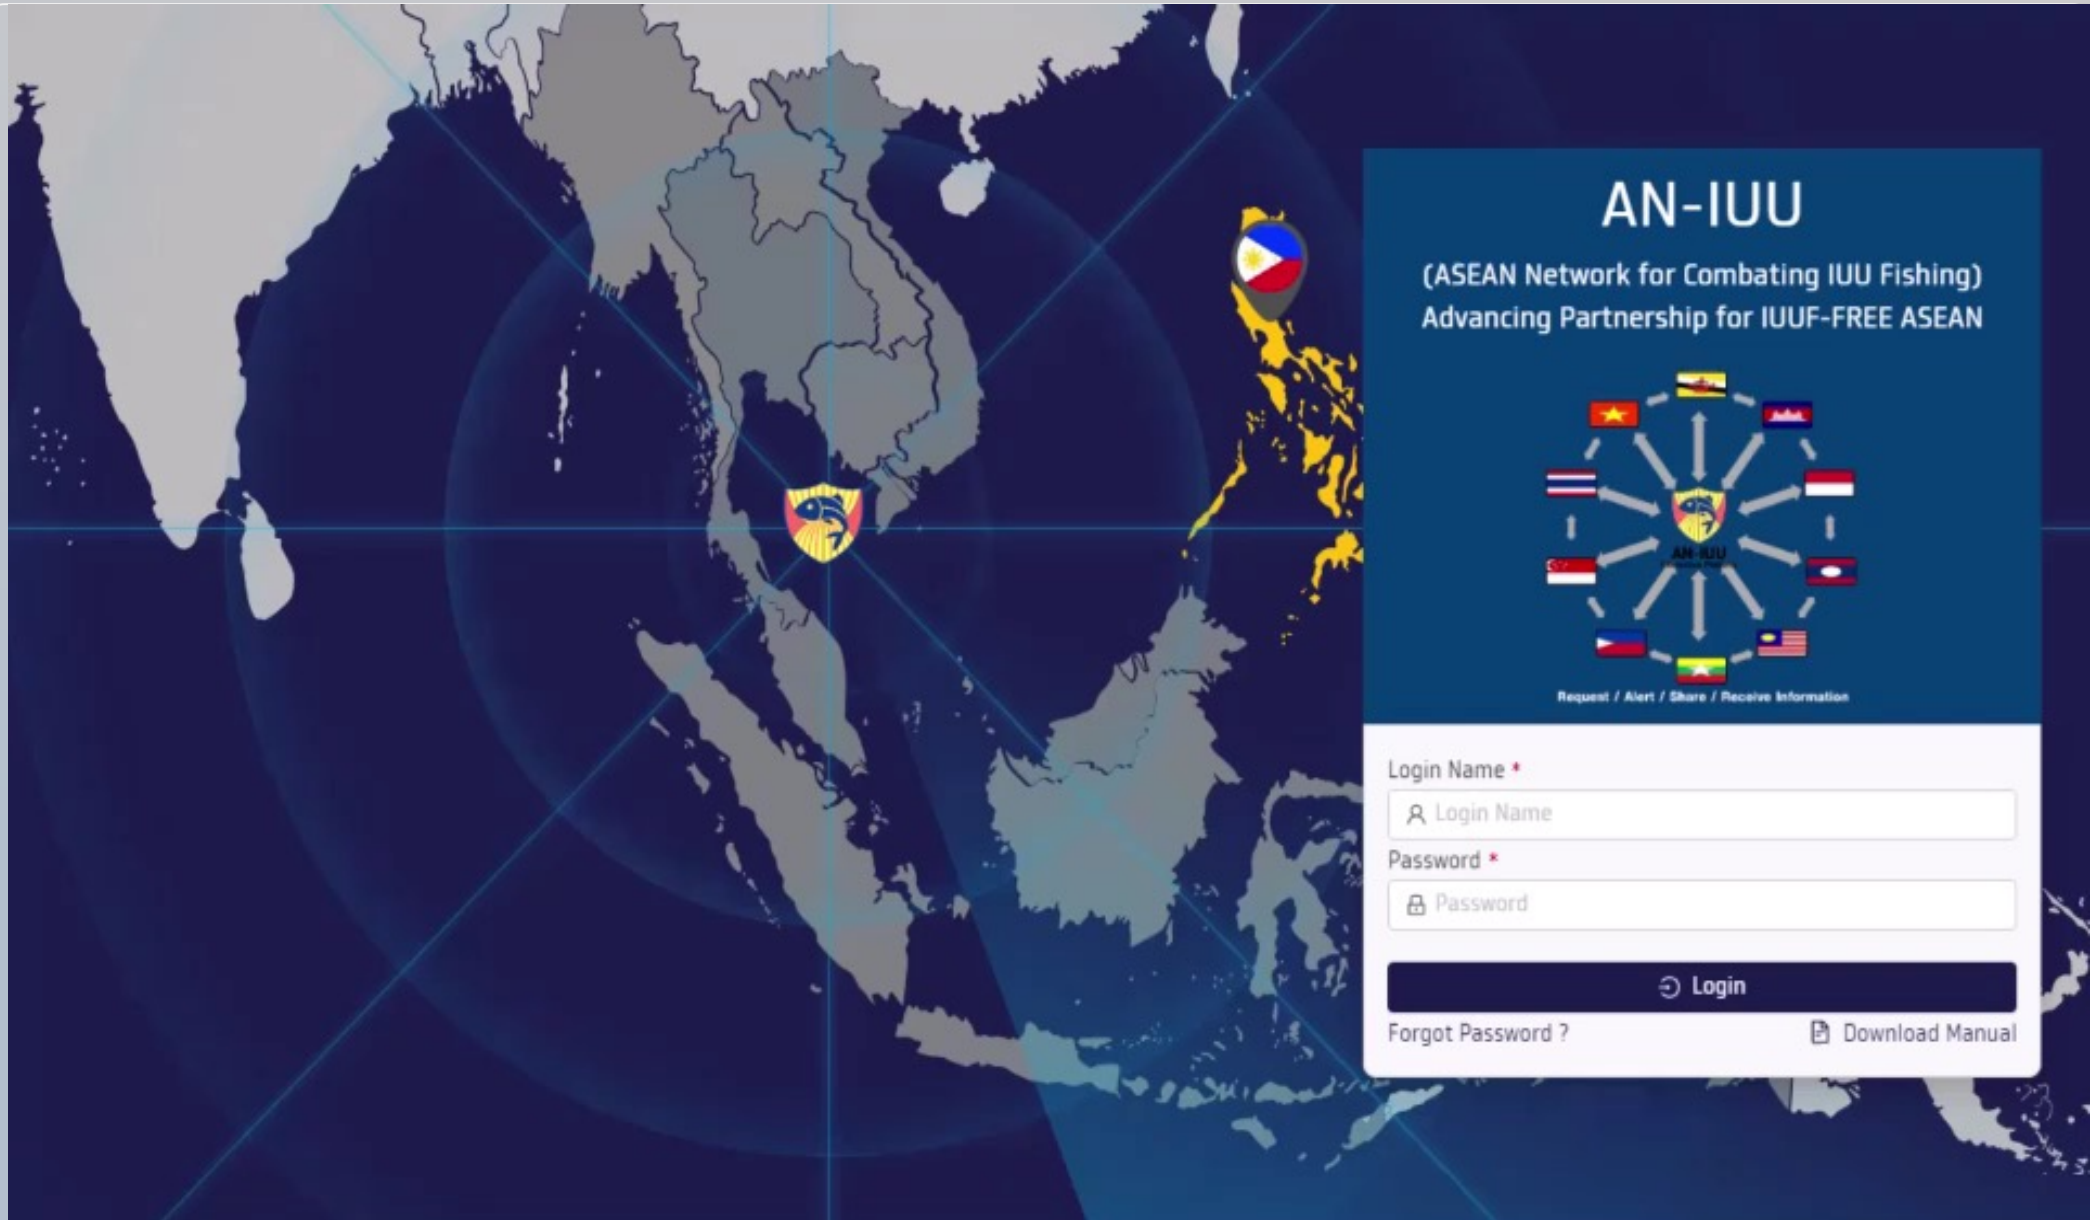 AN-IUU
(ASEAN Network for Combating IUU Fishing)
Advancing Partnership for IUUF-FREE ASEAN
AN-IUU
Request / Alert / Share / Receive Information
Login Name *
Login Name
Password *
Password
Login
Forgot Password ?
Download Manual